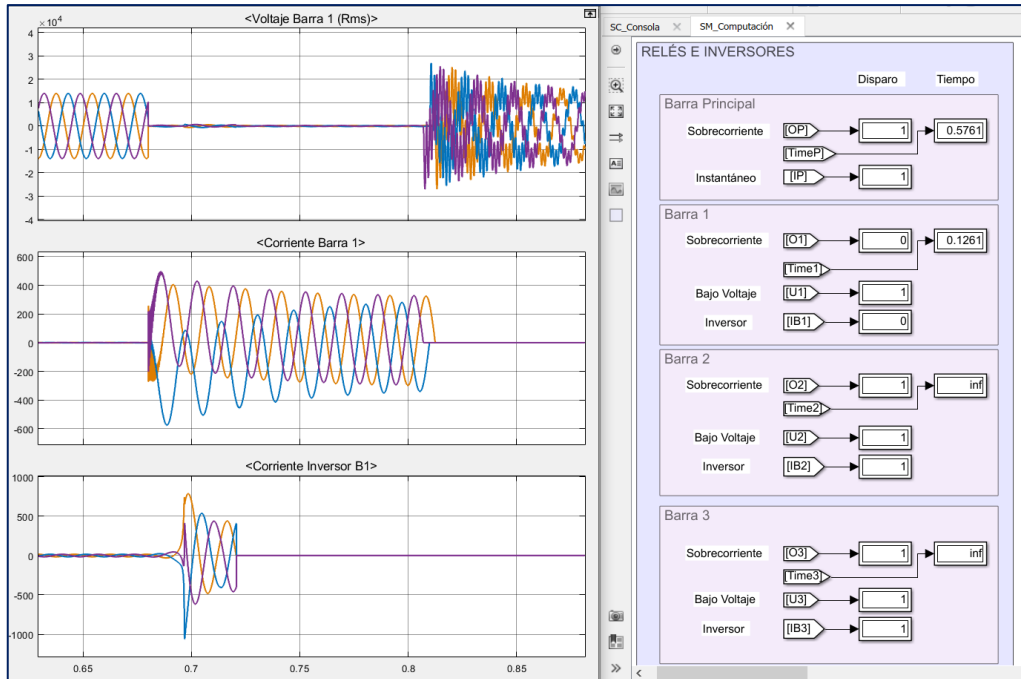 <Voltaje Barra 1 (Rms)>
×10⁴
4
3
2
1
0
-1
-2
-3
-4
<Corriente Barra 1>
600
400
200
0
-200
-400
-600
<Corriente Inversor B1>
1000
500
0
-500
-1000
0.65
0.7
0.75
0.8
0.85
SC_Consola
SM_Computación
RELÉS E INVERSORES
Disparo Tiempo
Barra Principal
Sobrecorriente [OP] 1 0.5761
[TimeP]
Instantáneo [IP] 1
Barra 1
Sobrecorriente [O1] 0 0.1261
[Time1]
Bajo Voltaje [U1] 1
Inversor [IB1] 0
Barra 2
Sobrecorriente [O2] 1 inf
[Time2]
Bajo Voltaje [U2] 1
Inversor [IB2] 1
Barra 3
Sobrecorriente [O3] 1 inf
[Time3]
Bajo Voltaje [U3] 1
Inversor [IB3] 1